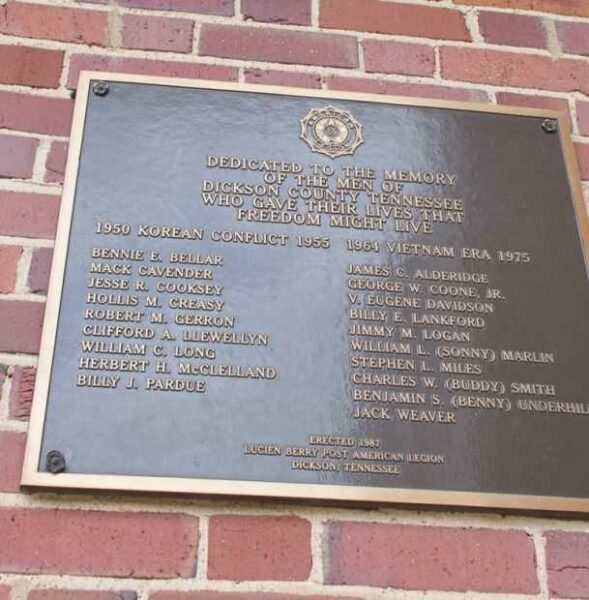 DEDICATED TO THE MEMORY
OF THE MEN OF
DICKSON COUNTY TENNESSEE
WHO GAVE THEIR LIVES THAT
FREEDOM MIGHT LIVE
1950 KOREAN CONFLICT 1955
BENNIE E. BELLAR
MACK CAVENDER
JESSE R. COOKSEY
HOLLIS M. CREASY
ROBERT M. GERRON
CLIFFORD A. LLEWELLYN
WILLIAM C. LONG
HERBERT H. McCLELLAND
BILLY J. PARDUE
1964 VIETNAM ERA 1975
JAMES C. ALDERIDGE
GEORGE W. COONE, JR.
V. EUGENE DAVIDSON
BILLY E. LANKFORD
JIMMY M. LOGAN
WILLIAM L. (SONNY) MARLIN
STEPHEN L. MILES
CHARLES W. (BUDDY) SMITH
BENJAMIN S. (BENNY) UNDERHIL
JACK WEAVER
ERECTED 1987
LUCIEN BERRY POST AMERICAN LEGION
DICKSON, TENNESSEE